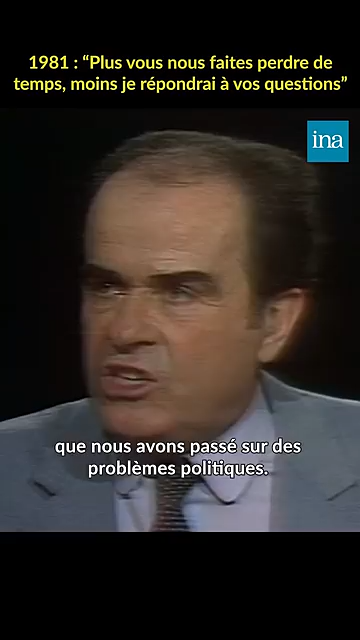 1981 : “Plus vous nous faites perdre de
temps, moins je répondrai à vos questions”
ina
que nous avons passé sur des
problèmes politiques.